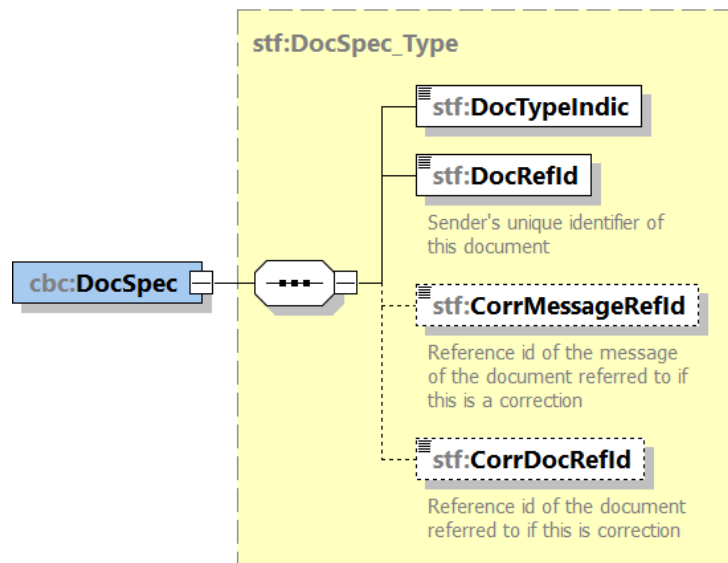 stf:DocSpec_Type
stf:DocTypeIndic
stf:DocRefId
Sender's unique identifier of
this document
cbc:DocSpec
stf:CorrMessageRefId
Reference id of the message
of the document referred to if
this is a correction
stf:CorrDocRefId
Reference id of the document
referred to if this is correction